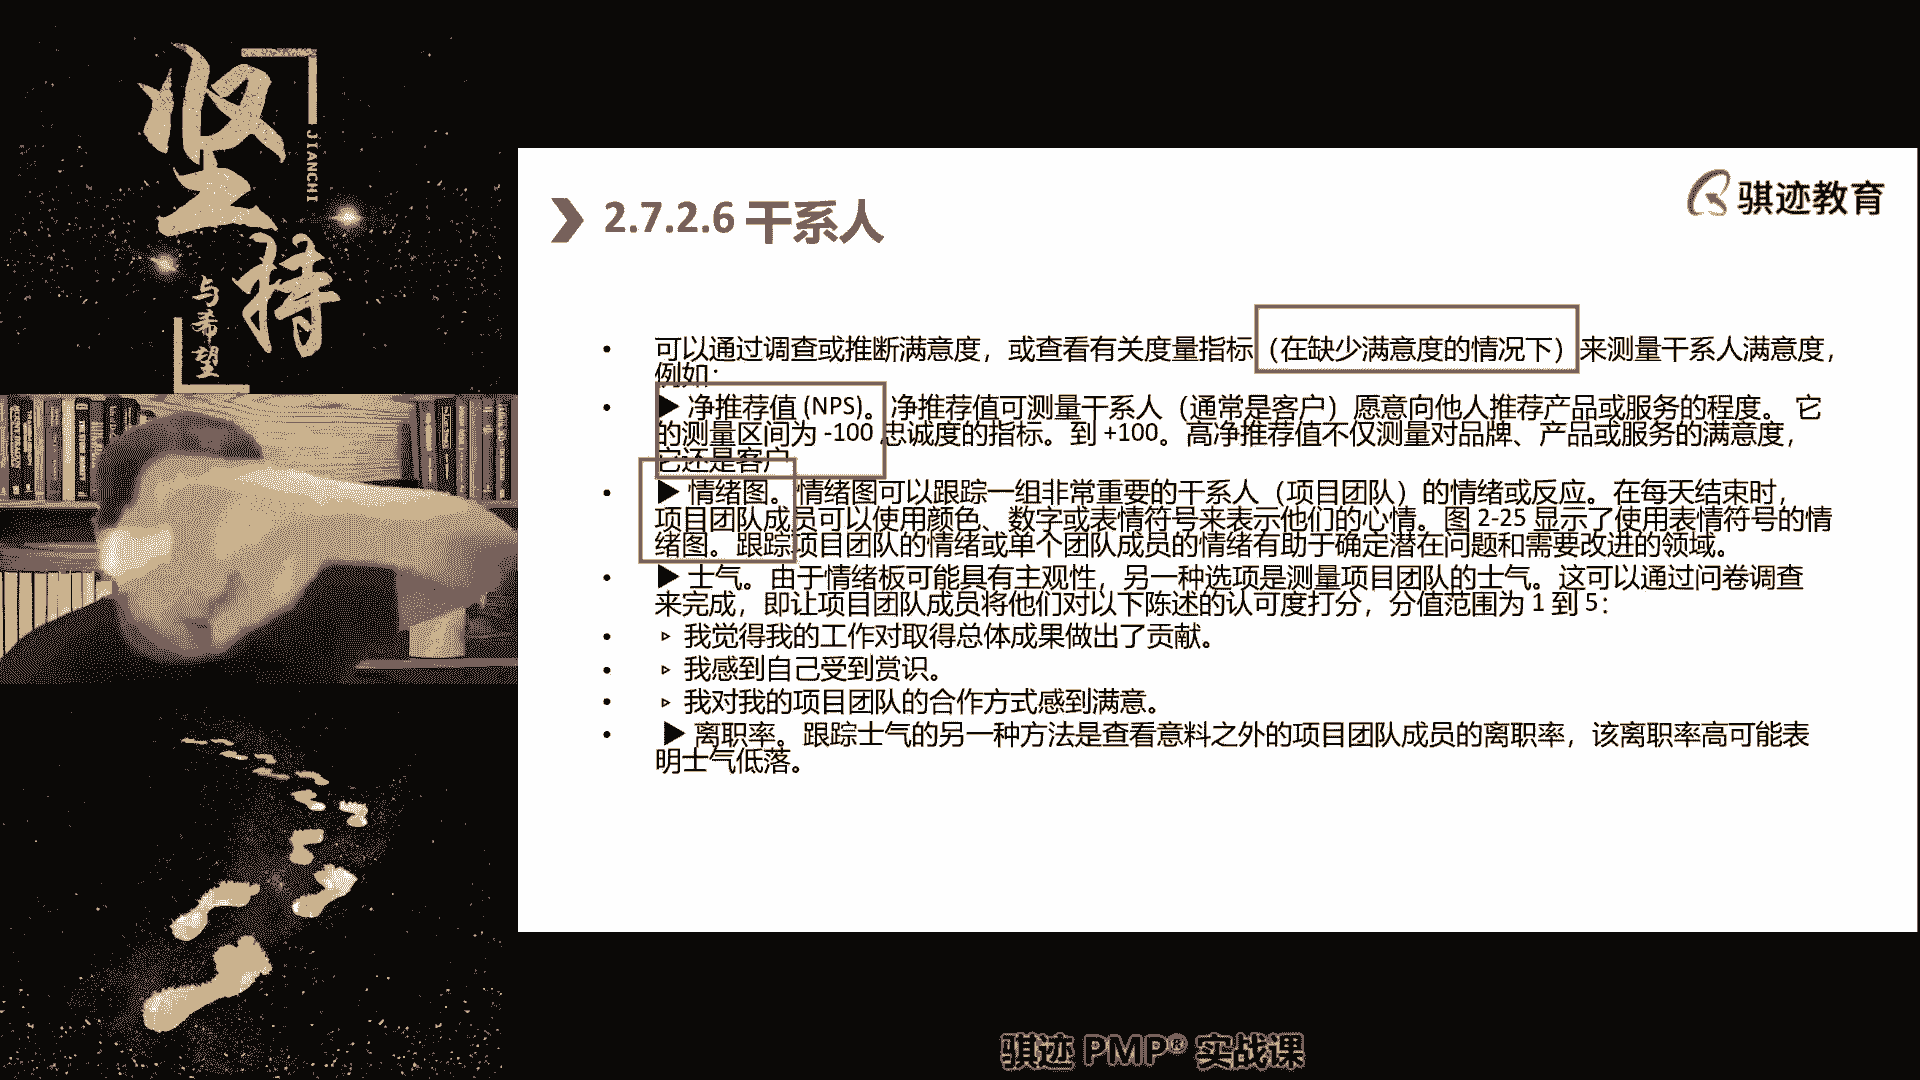 坚
持
JIANCHI
与
希
望
骐迹教育
2.7.2.6 干系人
• 可以通过调查或推断满意度，或查看有关度量指标（在缺少满意度的情况下）来测量干系人满意度，
例如：
• ▶ 净推荐值 (NPS)。净推荐值可测量干系人（通常是客户）愿意向他人推荐产品或服务的程度。 它
的测量区间为 -100 忠诚度的指标。到 +100。高净推荐值不仅测量对品牌、产品或服务的满意度，
它还是客户
• ▶ 情绪图。情绪图可以跟踪一组非常重要的干系人（项目团队）的情绪或反应。在每天结束时，
项目团队成员可以使用颜色、数字或表情符号来表示他们的心情。图 2-25 显示了使用表情符号的情
绪图。跟踪项目团队的情绪或单个团队成员的情绪有助于确定潜在问题和需要改进的领域。
• ▶ 士气。由于情绪板可能具有主观性，另一种选项是测量项目团队的士气。这可以通过问卷调查
来完成，即让项目团队成员将他们对以下陈述的认可度打分，分值范围为 1 到 5：
• ▹ 我觉得我的工作对取得总体成果做出了贡献。
• ▹ 我感到自己受到赏识。
• ▹ 我对我的项目团队的合作方式感到满意。
• ▶ 离职率。跟踪士气的另一种方法是查看意料之外的项目团队成员的离职率，该离职率高可能表
明士气低落。
骐迹 PMP® 实战课